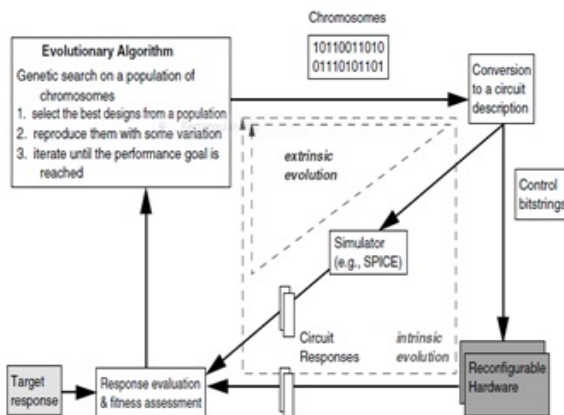 Chromosomes
10110011010
01110101101
Evolutionary Algorithm
Genetic search on a population of
chromosomes
1. select the best designs from a population
2. reproduce them with some variation
3. iterate until the performance goal is
reached
Conversion
to a circuit
description
extrinsic
evolution
Control
bitstrings
Simulator
(e.g., SPICE)
Circuit
Responses
intrinsic
evolution
Target
response
Response evaluation
& fitness assessment
Reconfigurable
Hardware